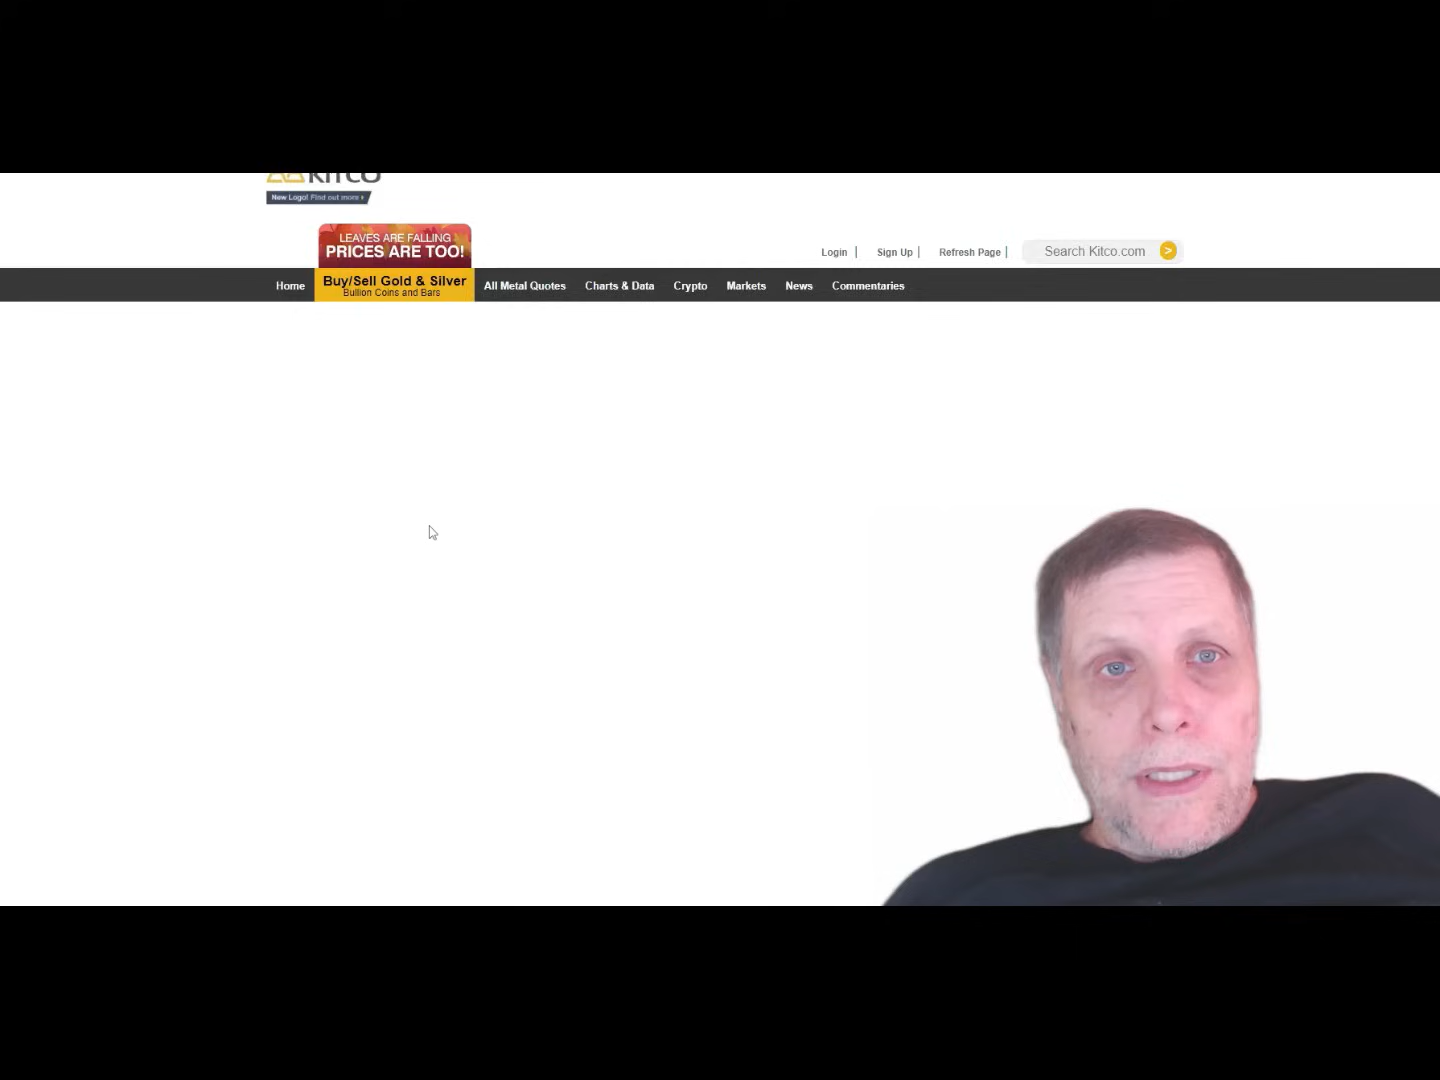 KITCO
New Logo! Find out more
LEAVES ARE FALLING
PRICES ARE TOO!
Login | Sign Up | Refresh Page | Search Kitco.com >
Home
Buy/Sell Gold & Silver
Bullion Coins and Bars
All Metal Quotes
Charts & Data
Crypto
Markets
News
Commentaries